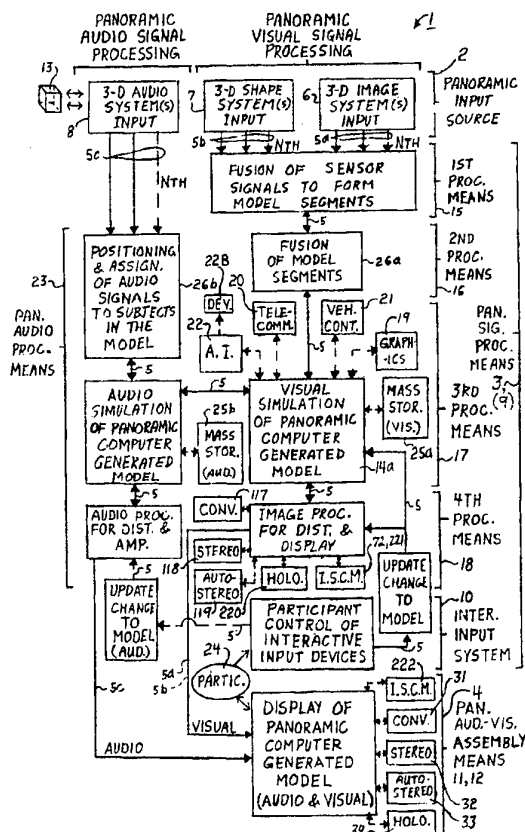 PANORAMIC
AUDIO SIGNAL
PROCESSING
PANORAMIC
VISUAL SIGNAL
PROCESSING
1
13
3-D AUDIO
SYSTEM(S)
INPUT
8
7
3-D SHAPE
SYSTEM(S)
INPUT
6
3-D IMAGE
SYSTEM(S)
INPUT
2
PANORAMIC
INPUT
SOURCE
5c
NTH
5b
NTH
5a
NTH
FUSION OF SENSOR
SIGNALS TO FORM
MODEL SEGMENTS
1ST
PROC.
MEANS
15
5
23
PAN.
AUDIO
PROC.
MEANS
POSITIONING
& ASSIGN.
OF AUDIO
SIGNALS
TO SUBJECTS
IN THE
MODEL
26b
FUSION
OF MODEL
SEGMENTS
26a
2ND
PROC.
MEANS
16
22B
DEV.
22
A.I.
20
TELE-
COMM.
5
21
VEH.
CONT.
19
GRAPH-
ICS
PAN.
SIG.
PROC.
MEANS
3,
(9)
5
AUDIO
SIMULATION
OF PANORAMIC
COMPUTER
GENERATED
MODEL
5
25b
MASS
STOR.
(AUD.)
VISUAL
SIMULATION
OF PANORAMIC
COMPUTER
GENERATED
MODEL
14a
MASS
STOR.
(VIS.)
25a
3RD
PROC.
MEANS
17
5
AUDIO PROC.
FOR DIST. &
AMP.
117
CONV.
118
STEREO
AUTO-
STEREO
119
5
IMAGE PROC.
FOR DIST. &
DISPLAY
HOLO.
220
I.S.C.M.
72, 221
5
4TH
PROC.
MEANS
18
5
UPDATE
CHANGE
TO
MODEL
(AUD.)
5
PARTICIPANT
CONTROL OF
INTERACTIVE
INPUT DEVICES
5
UPDATE
CHANGE
TO
MODEL
10
INTER.
INPUT
SYSTEM
5a
5b
24
PARTIC.
5c
VISUAL
AUDIO
DISPLAY OF
PANORAMIC
COMPUTER
GENERATED
MODEL
(AUDIO & VISUAL)
222
I.S.C.M.
31
CONV.
STEREO
32
AUTO-
STEREO
33
HOLO.
4
PAN.
AUD.-VIS.
ASSEMBLY
MEANS
11, 12